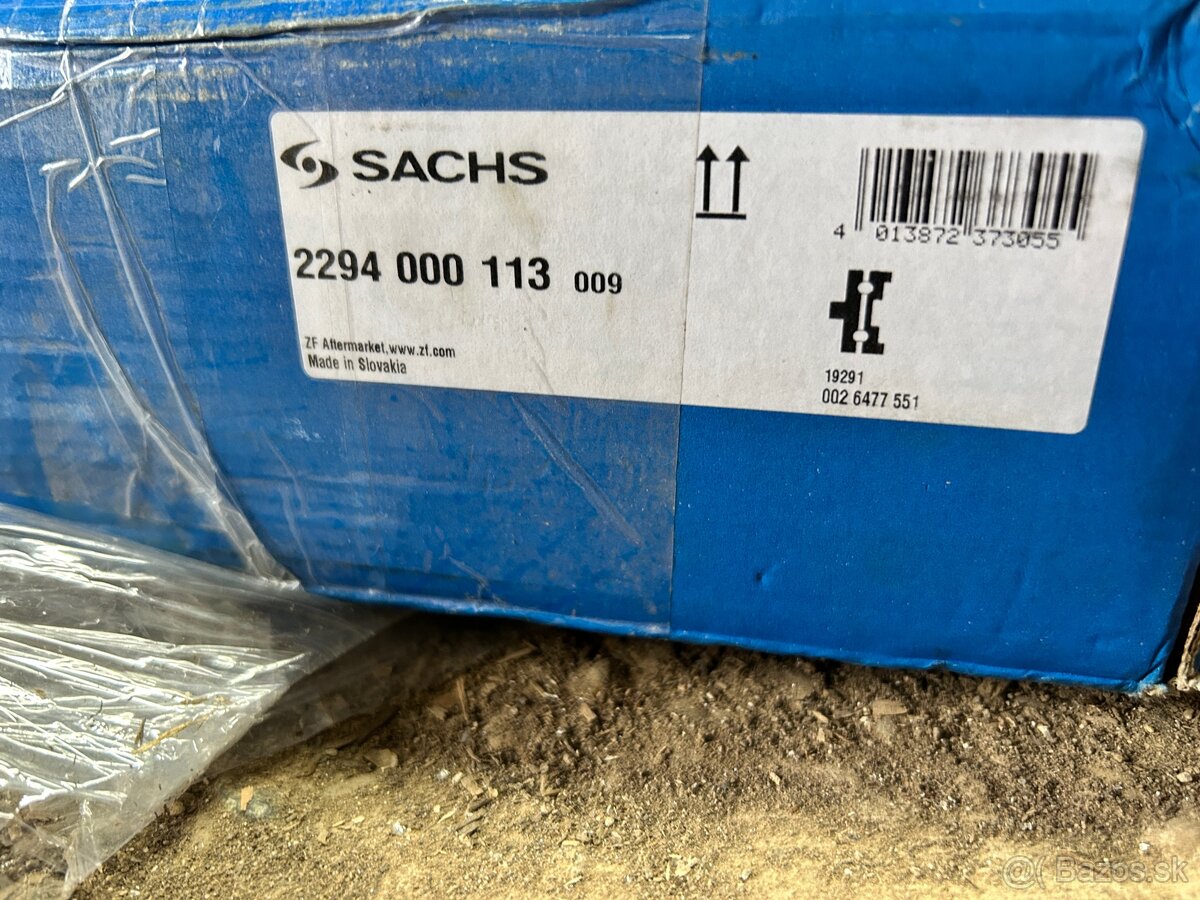 SACHS
2294 000 113 009
4 013872 373055
ZF Aftermarket,www.zf.com
Made in Slovakia
19291
002 6477 551
@ Bazos.sk